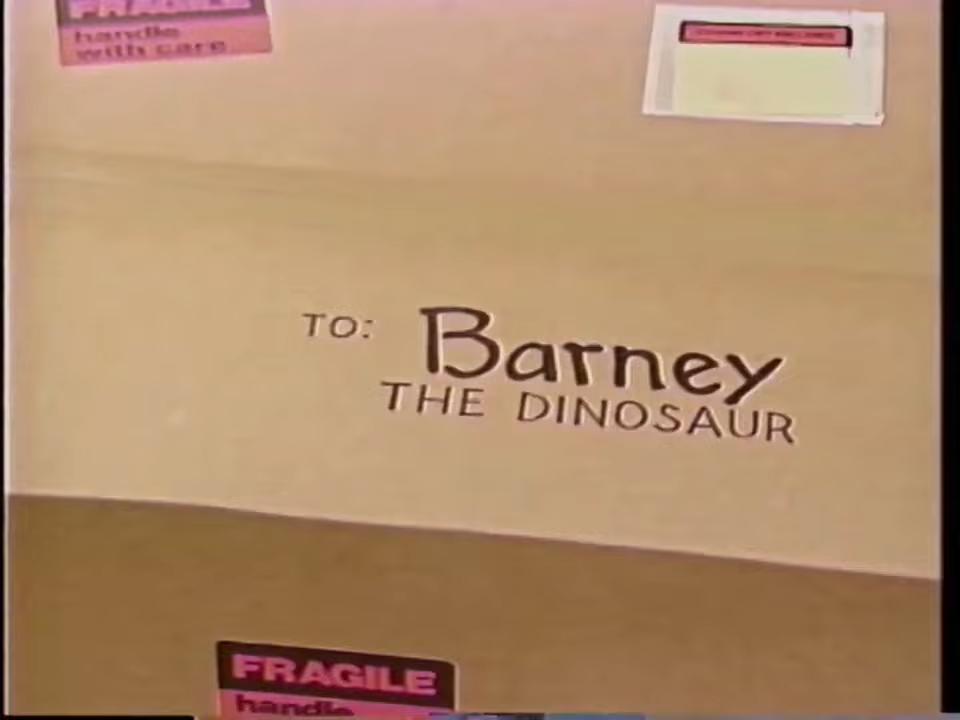 FRAGILE
handle
with care
TO: Barney
THE DINOSAUR
FRAGILE
handle